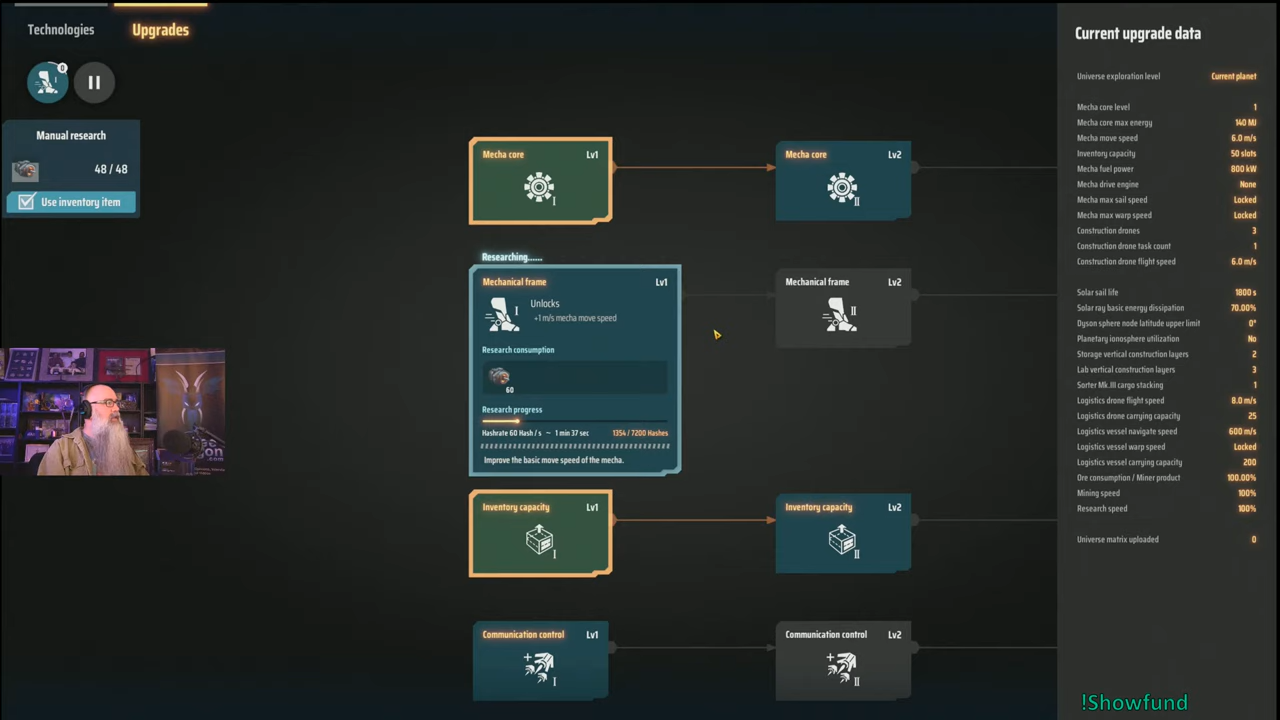 Technologies
Upgrades
0
Manual research
48 / 48
Use inventory item
Mecha core Lv1
I
Mecha core Lv2
II
Researching......
Mechanical frame Lv1
I
Unlocks
+1 m/s mecha move speed
Research consumption
60
Research progress
Hashrate 60 Hash / s ~ 1 min 37 sec 1354 / 7200 Hashes
Improve the basic move speed of the mecha.
Mechanical frame Lv2
II
Inventory capacity Lv1
I
Inventory capacity Lv2
II
Communication control Lv1
I
Communication control Lv2
II
Current upgrade data
Universe exploration level Current planet
Mecha core level 1
Mecha core max energy 140 MJ
Mecha move speed 6.0 m/s
Inventory capacity 50 slots
Mecha fuel power 800 kW
Mecha drive engine None
Mecha max sail speed Locked
Mecha max warp speed Locked
Construction drones 3
Construction drone task count 1
Construction drone flight speed 6.0 m/s
Solar sail life 1800 s
Solar ray basic energy dissipation 70.00%
Dyson sphere node latitude upper limit 0°
Planetary ionosphere utilization No
Storage vertical construction layers 2
Lab vertical construction layers 3
Sorter Mk.III cargo stacking 1
Logistics drone flight speed 8.0 m/s
Logistics drone carrying capacity 25
Logistics vessel navigate speed 600 m/s
Logistics vessel warp speed Locked
Logistics vessel carrying capacity 200
Ore consumption / Miner product 100.00%
Mining speed 100%
Research speed 100%
Universe matrix uploaded 0
!Showfund